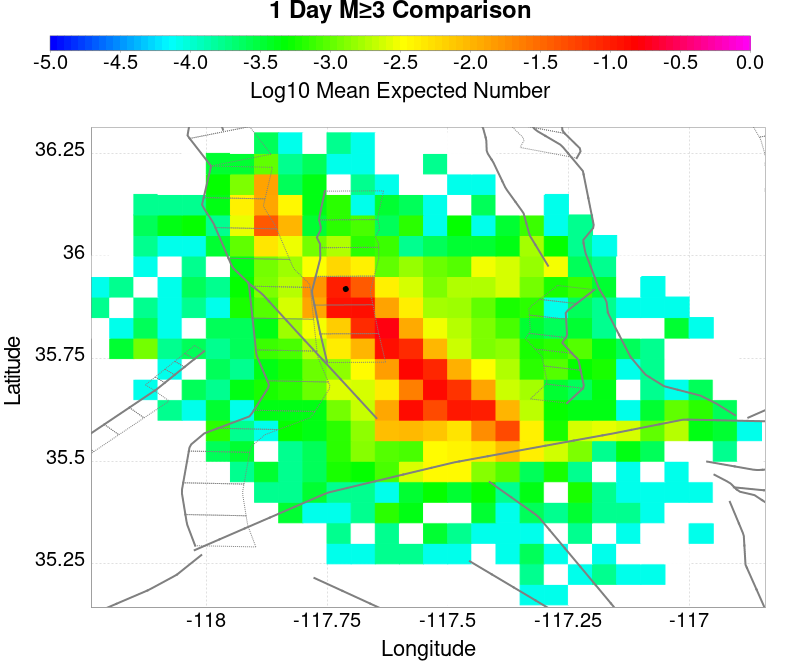 1 Day M≥3 Comparison
-5.0 -4.5 -4.0 -3.5 -3.0 -2.5 -2.0 -1.5 -1.0 -0.5 0.0
Log10 Mean Expected Number
36.25
36
35.75
35.5
35.25
Latitude
-118 -117.75 -117.5 -117.25 -117
Longitude